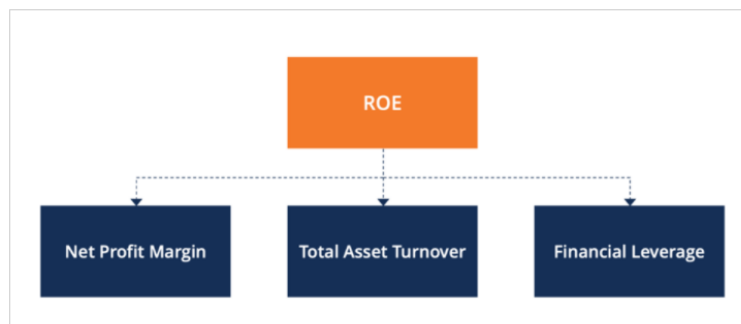 ROE
Net Profit Margin
Total Asset Turnover
Financial Leverage